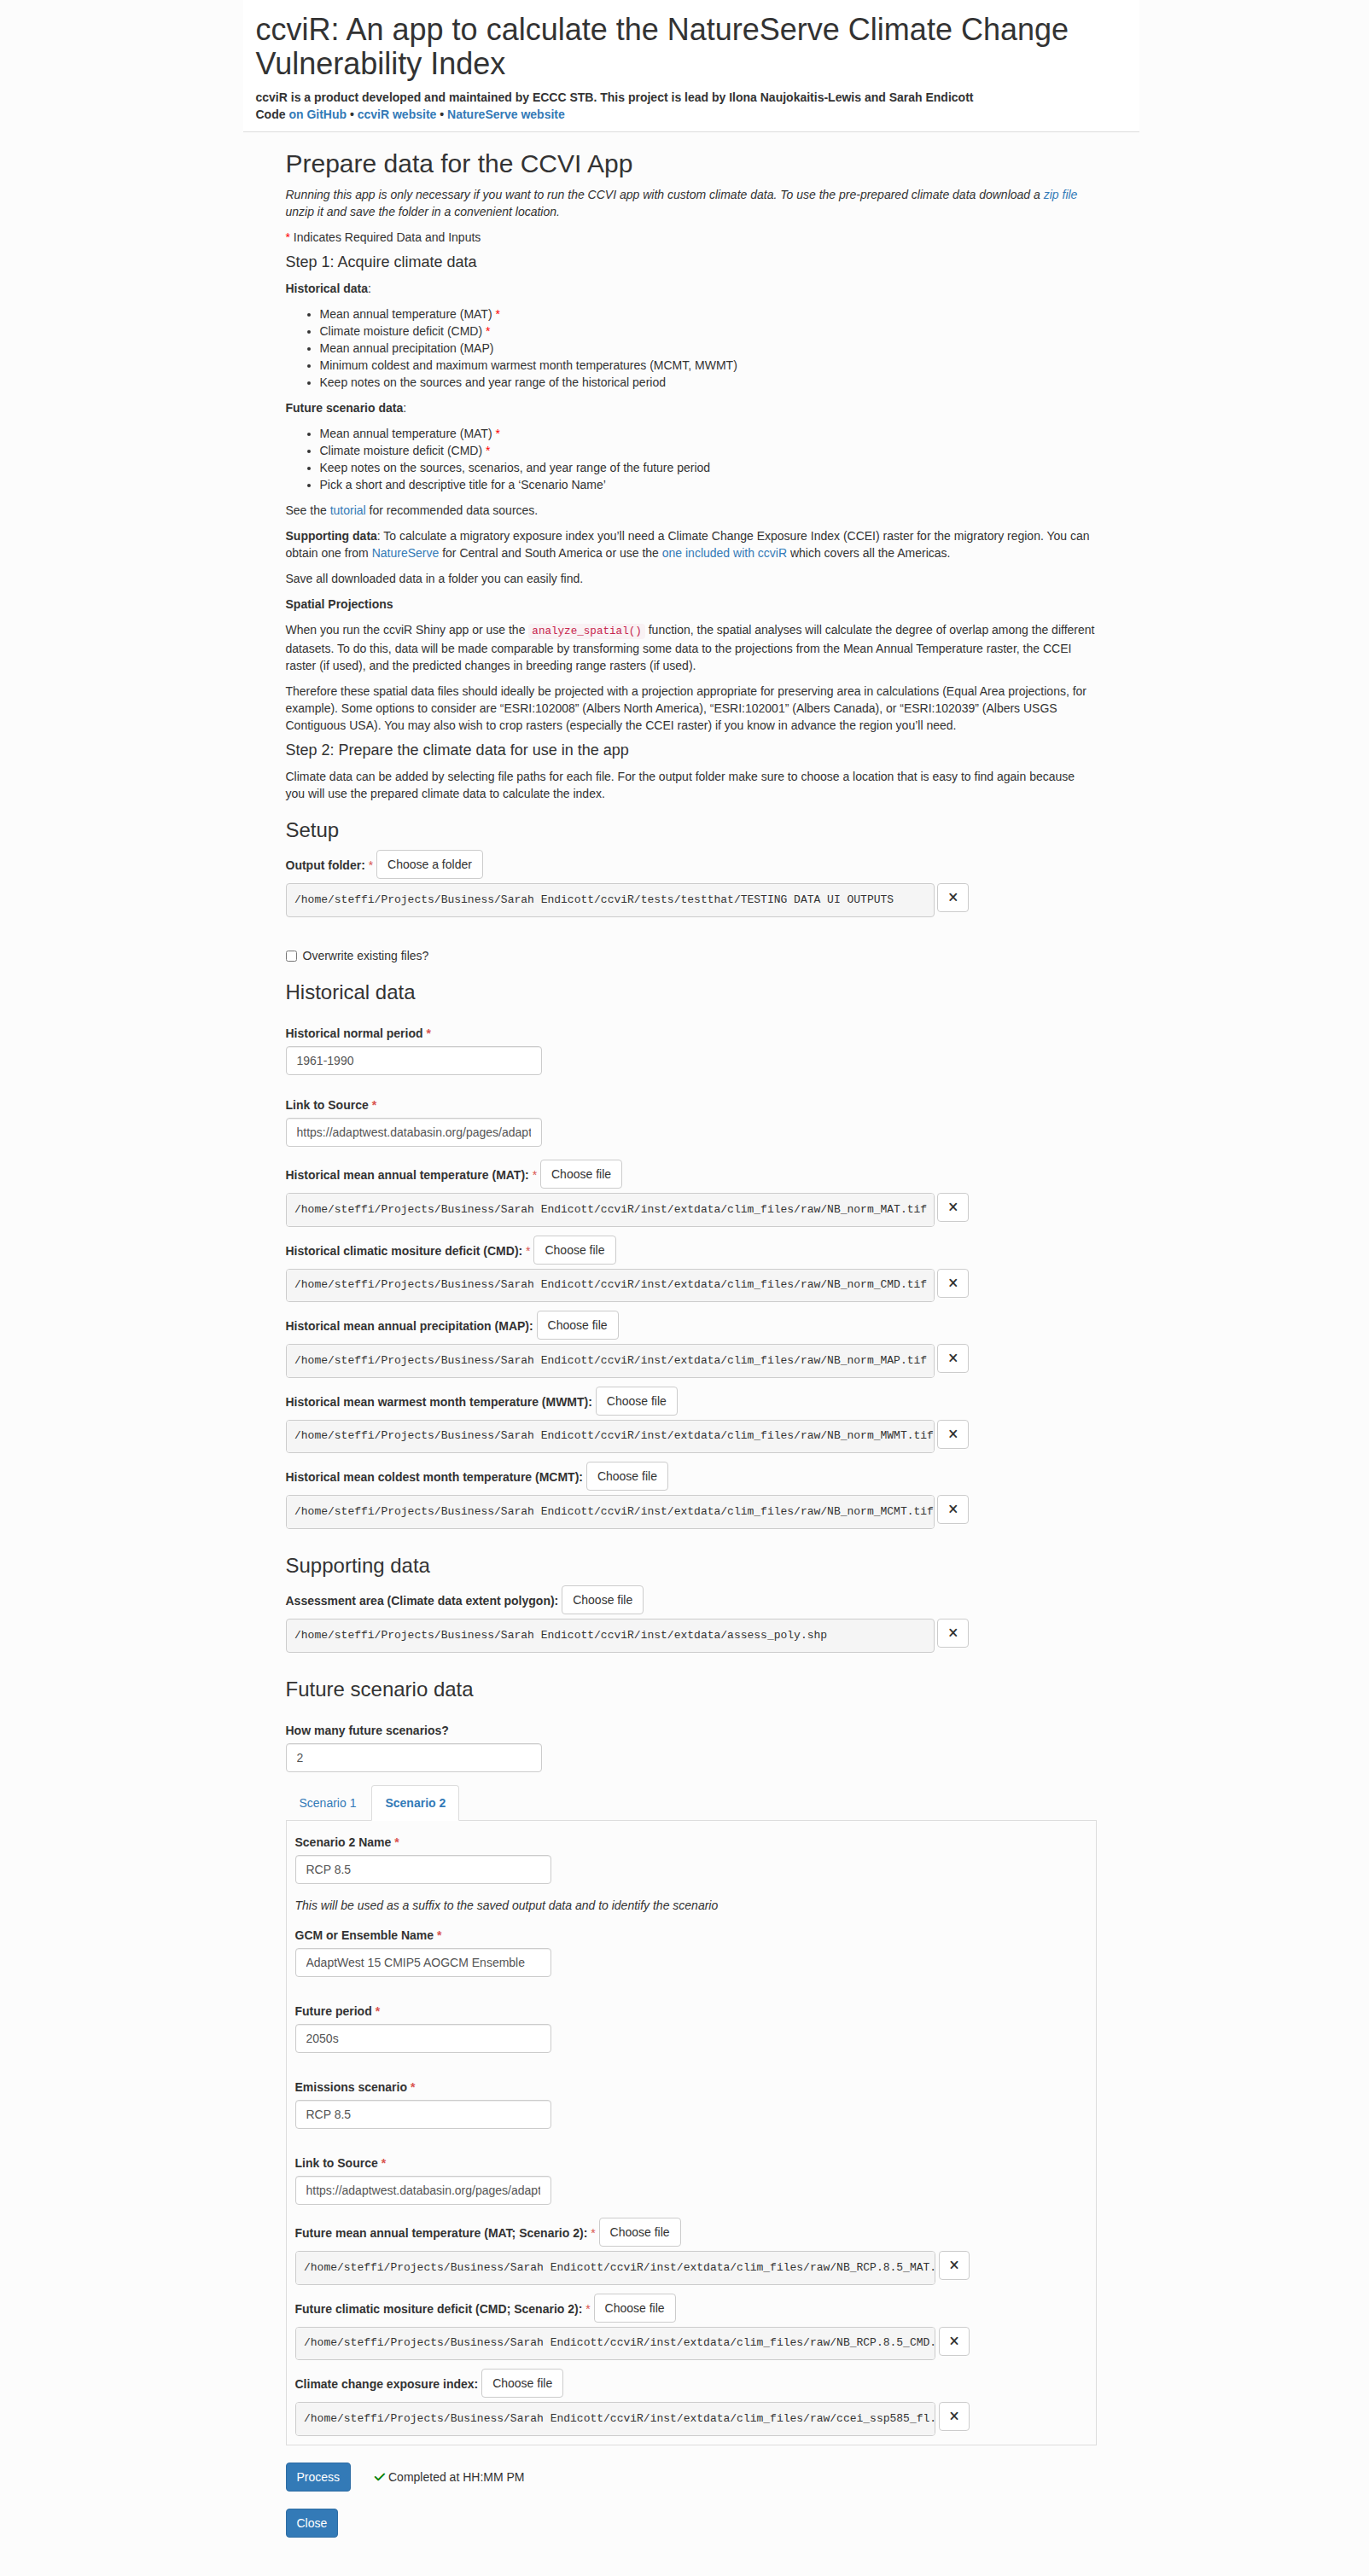 ccviR: An app to calculate the NatureServe Climate Change
Vulnerability Index
ccviR is a product developed and maintained by ECCC STB. This project is lead by Ilona Naujokaitis-Lewis and Sarah Endicott
Code on GitHub • ccviR website • NatureServe website
Prepare data for the CCVI App
Running this app is only necessary if you want to run the CCVI app with custom climate data. To use the pre-prepared climate data download a zip file
unzip it and save the folder in a convenient location.
* Indicates Required Data and Inputs
Step 1: Acquire climate data
Historical data:
• Mean annual temperature (MAT) *
• Climate moisture deficit (CMD) *
• Mean annual precipitation (MAP)
• Minimum coldest and maximum warmest month temperatures (MCMT, MWMT)
• Keep notes on the sources and year range of the historical period
Future scenario data:
• Mean annual temperature (MAT) *
• Climate moisture deficit (CMD) *
• Keep notes on the sources, scenarios, and year range of the future period
• Pick a short and descriptive title for a ‘Scenario Name’
See the tutorial for recommended data sources.
Supporting data: To calculate a migratory exposure index you’ll need a Climate Change Exposure Index (CCEI) raster for the migratory region. You can
obtain one from NatureServe for Central and South America or use the one included with ccviR which covers all the Americas.
Save all downloaded data in a folder you can easily find.
Spatial Projections
When you run the ccviR Shiny app or use the analyze_spatial() function, the spatial analyses will calculate the degree of overlap among the different
datasets. To do this, data will be made comparable by transforming some data to the projections from the Mean Annual Temperature raster, the CCEI
raster (if used), and the predicted changes in breeding range rasters (if used).
Therefore these spatial data files should ideally be projected with a projection appropriate for preserving area in calculations (Equal Area projections, for
example). Some options to consider are “ESRI:102008” (Albers North America), “ESRI:102001” (Albers Canada), or “ESRI:102039” (Albers USGS
Contiguous USA). You may also wish to crop rasters (especially the CCEI raster) if you know in advance the region you’ll need.
Step 2: Prepare the climate data for use in the app
Climate data can be added by selecting file paths for each file. For the output folder make sure to choose a location that is easy to find again because
you will use the prepared climate data to calculate the index.
Setup
Output folder: * Choose a folder
/home/steffi/Projects/Business/Sarah Endicott/ccviR/tests/testthat/TESTING DATA UI OUTPUTS
Overwrite existing files?
Historical data
Historical normal period *
1961-1990
Link to Source *
https://adaptwest.databasin.org/pages/adapt
Historical mean annual temperature (MAT): * Choose file
/home/steffi/Projects/Business/Sarah Endicott/ccviR/inst/extdata/clim_files/raw/NB_norm_MAT.tif
Historical climatic mositure deficit (CMD): * Choose file
/home/steffi/Projects/Business/Sarah Endicott/ccviR/inst/extdata/clim_files/raw/NB_norm_CMD.tif
Historical mean annual precipitation (MAP): Choose file
/home/steffi/Projects/Business/Sarah Endicott/ccviR/inst/extdata/clim_files/raw/NB_norm_MAP.tif
Historical mean warmest month temperature (MWMT): Choose file
/home/steffi/Projects/Business/Sarah Endicott/ccviR/inst/extdata/clim_files/raw/NB_norm_MWMT.tif
Historical mean coldest month temperature (MCMT): Choose file
/home/steffi/Projects/Business/Sarah Endicott/ccviR/inst/extdata/clim_files/raw/NB_norm_MCMT.tif
Supporting data
Assessment area (Climate data extent polygon): Choose file
/home/steffi/Projects/Business/Sarah Endicott/ccviR/inst/extdata/assess_poly.shp
Future scenario data
How many future scenarios?
2
Scenario 1 Scenario 2
Scenario 2 Name *
RCP 8.5
This will be used as a suffix to the saved output data and to identify the scenario
GCM or Ensemble Name *
AdaptWest 15 CMIP5 AOGCM Ensemble
Future period *
2050s
Emissions scenario *
RCP 8.5
Link to Source *
https://adaptwest.databasin.org/pages/adapt
Future mean annual temperature (MAT; Scenario 2): * Choose file
/home/steffi/Projects/Business/Sarah Endicott/ccviR/inst/extdata/clim_files/raw/NB_RCP.8.5_MAT.
Future climatic mositure deficit (CMD; Scenario 2): * Choose file
/home/steffi/Projects/Business/Sarah Endicott/ccviR/inst/extdata/clim_files/raw/NB_RCP.8.5_CMD.
Climate change exposure index: Choose file
/home/steffi/Projects/Business/Sarah Endicott/ccviR/inst/extdata/clim_files/raw/ccei_ssp585_fl.
Process Completed at HH:MM PM
Close